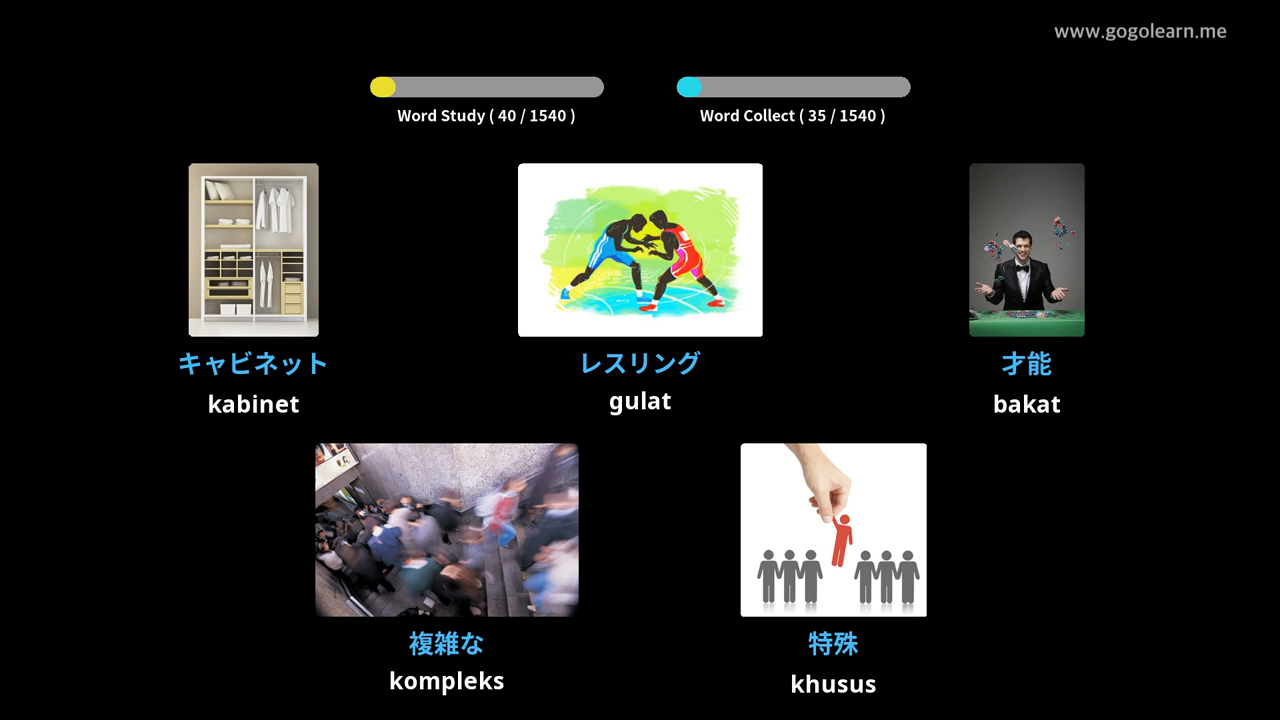 www.gogolearn.me
Word Study ( 40 / 1540 )
Word Collect ( 35 / 1540 )
キャビネット
kabinet
レスリング
gulat
才能
bakat
複雑な
kompleks
特殊
khusus